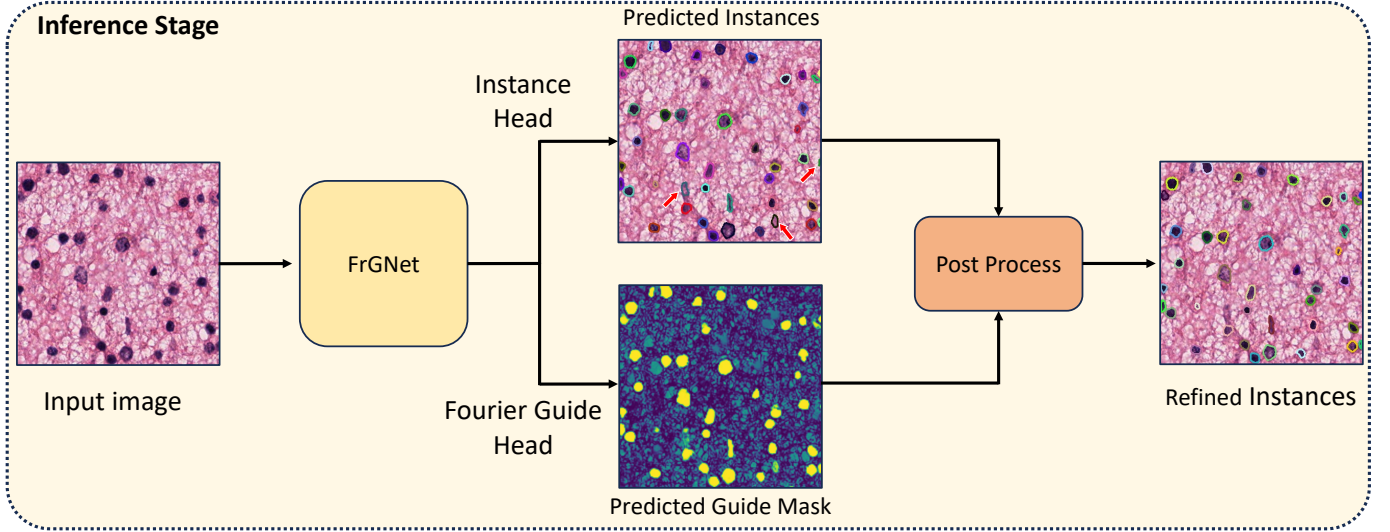 Inference Stage
Predicted Instances
Instance
Head
FrGNet
Post Process
Input image
Refined Instances
Fourier Guide
Head
Predicted Guide Mask